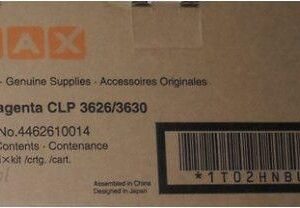 AX
- Genuine Supplies - Accessoires Originales
agenta CLP 3626/3630
No.4462610014
Contents - Contenance
kit /crtg. /cart.
Assembled in China
Designed in Japan
*1T02HNBU